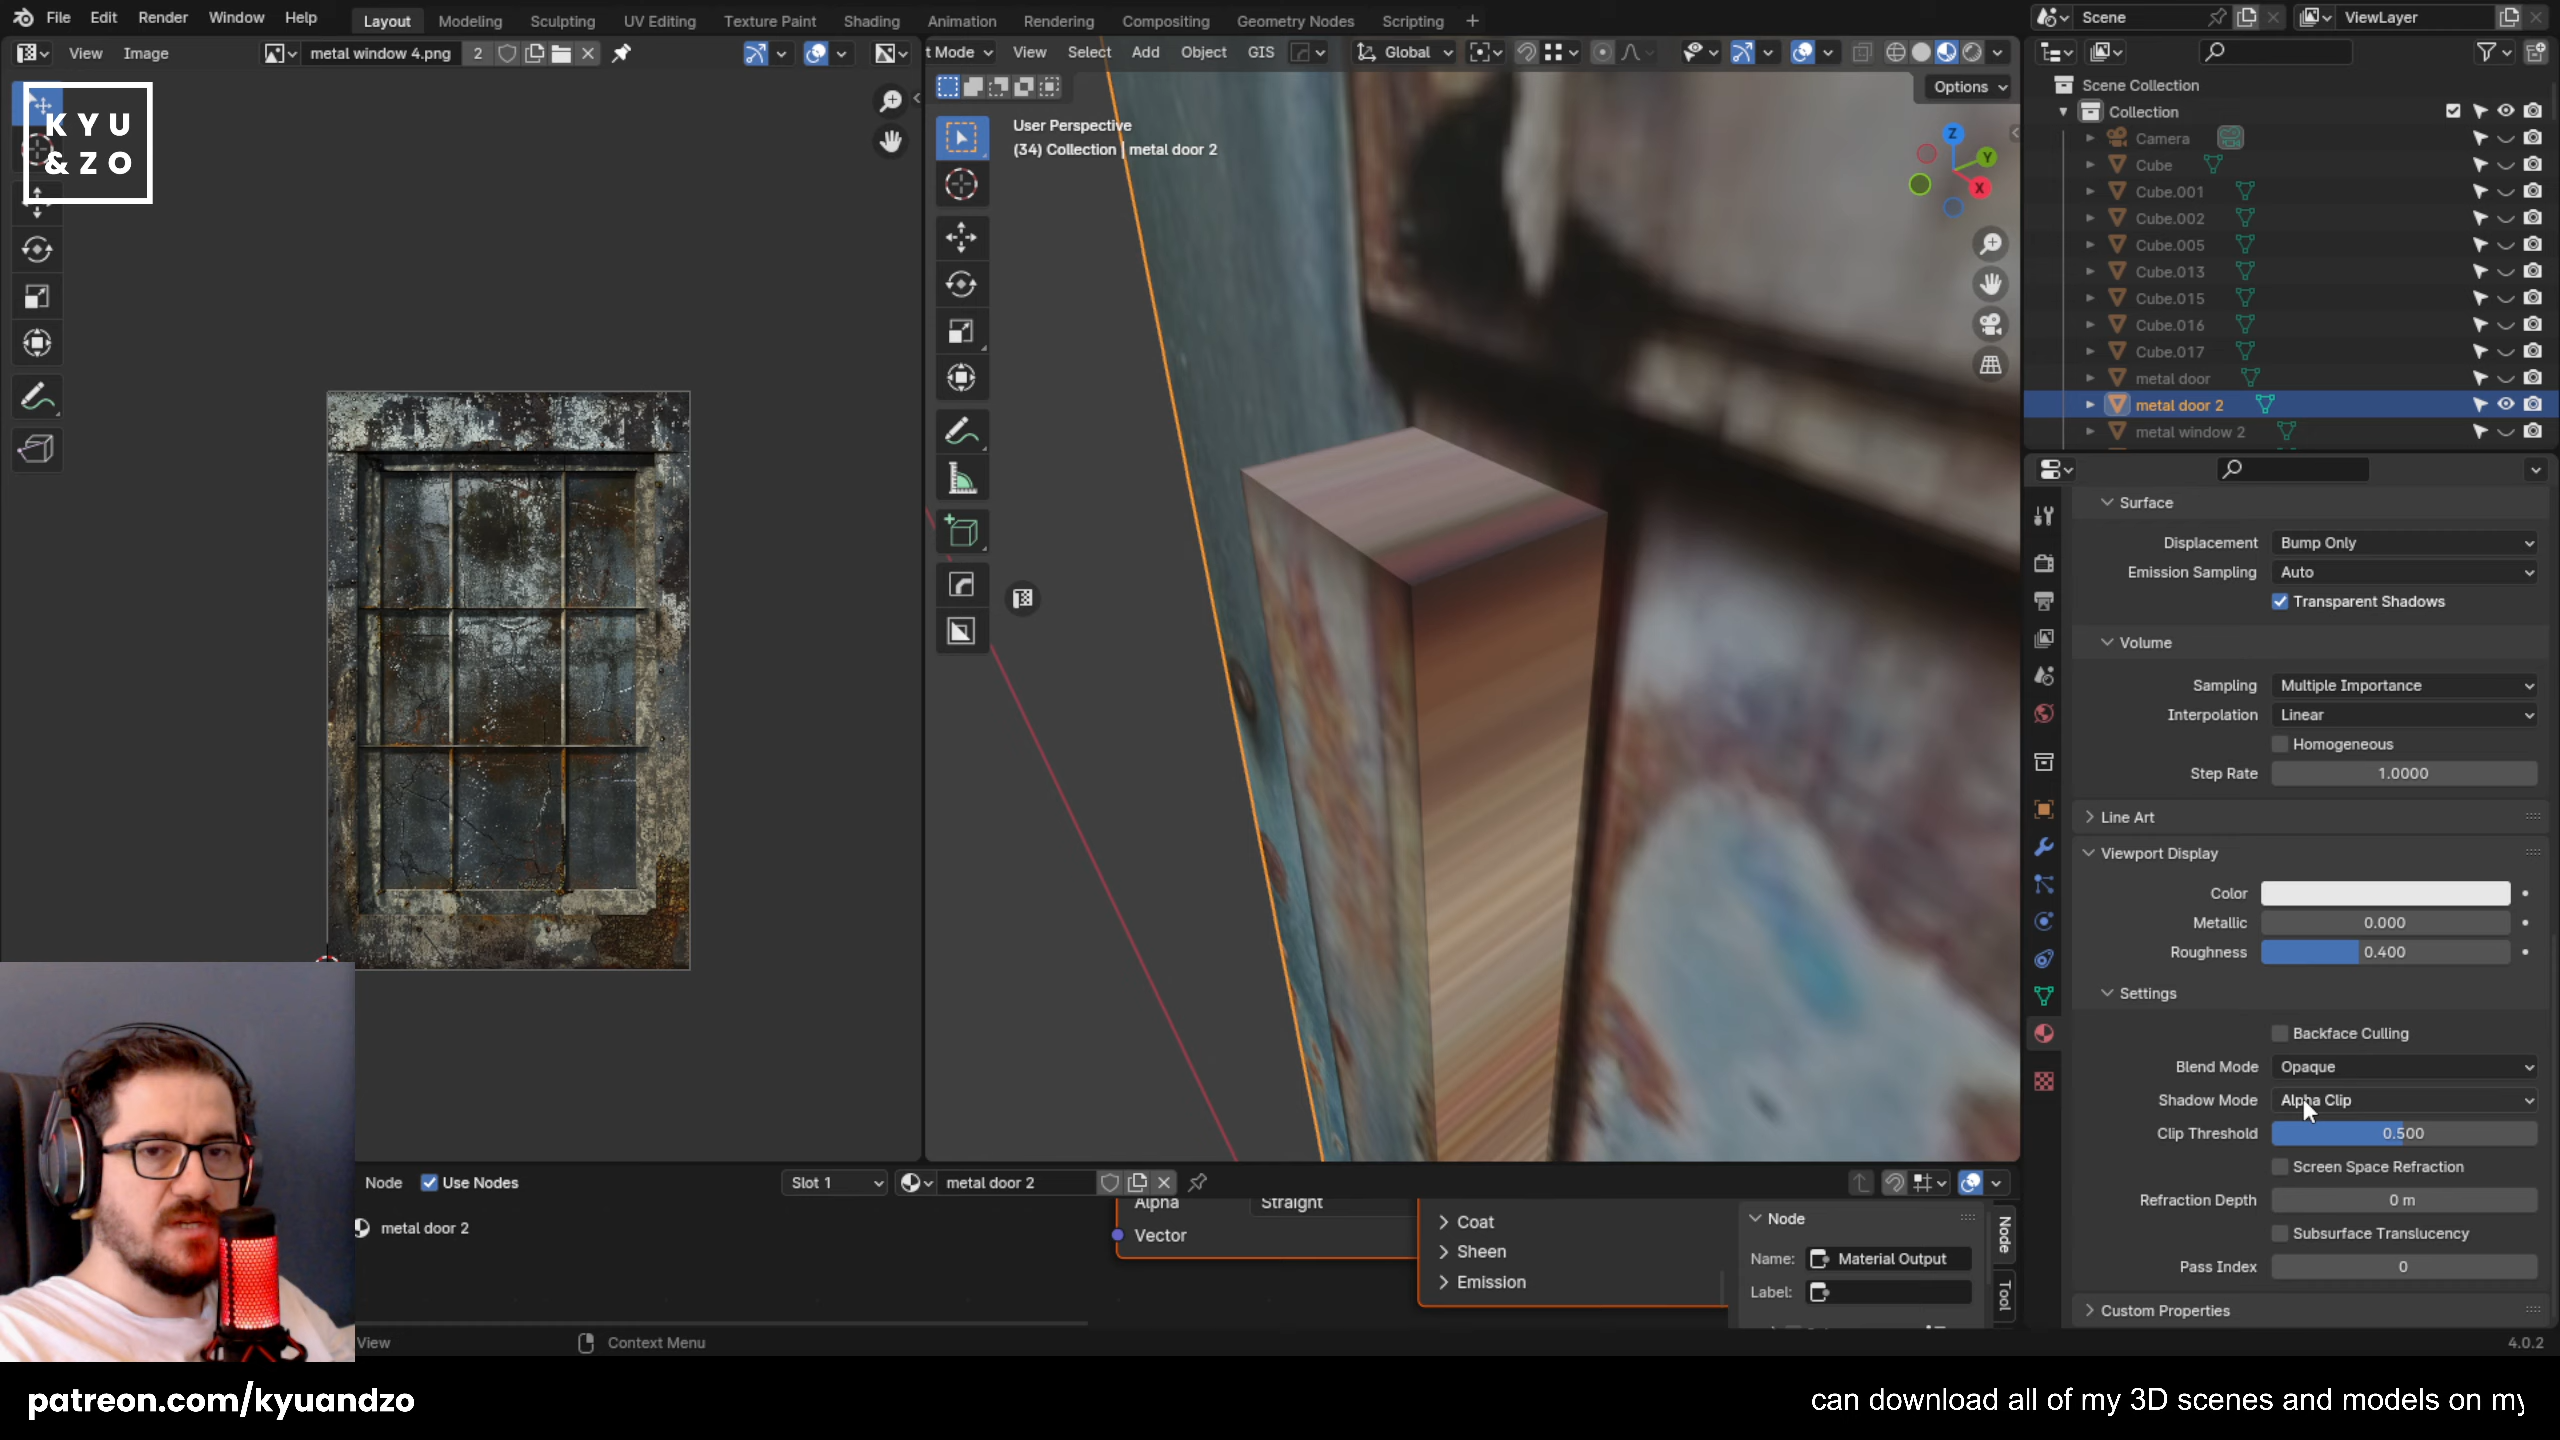 File Edit Render Window Help
Layout Modeling Sculpting UV Editing Texture Paint Shading Animation Rendering Compositing Geometry Nodes Scripting +
Scene
ViewLayer
View Image
metal window 4.png 2
t Mode View Select Add Object GIS
Global
Options
KYU
&ZO
User Perspective
(34) Collection | metal door 2
Z
Y
X
Scene Collection
Collection
Camera
Cube
Cube.001
Cube.002
Cube.005
Cube.013
Cube.015
Cube.016
Cube.017
metal door
metal door 2
metal window 2
Surface
Displacement Bump Only
Emission Sampling Auto
Transparent Shadows
Volume
Sampling Multiple Importance
Interpolation Linear
Homogeneous
Step Rate 1.0000
Line Art
Viewport Display
Color
Metallic 0.000
Roughness 0.400
Settings
Backface Culling
Blend Mode Opaque
Shadow Mode Alpha Clip
Clip Threshold 0.500
Screen Space Refraction
Refraction Depth 0 m
Subsurface Translucency
Pass Index 0
Custom Properties
Node Use Nodes
Slot 1
metal door 2
metal door 2
Alpha Straight
Vector
Coat
Sheen
Emission
Node
Name: Material Output
Label:
Node
Tool
View
Context Menu
4.0.2
patreon.com/kyuandzo
can download all of my 3D scenes and models on my